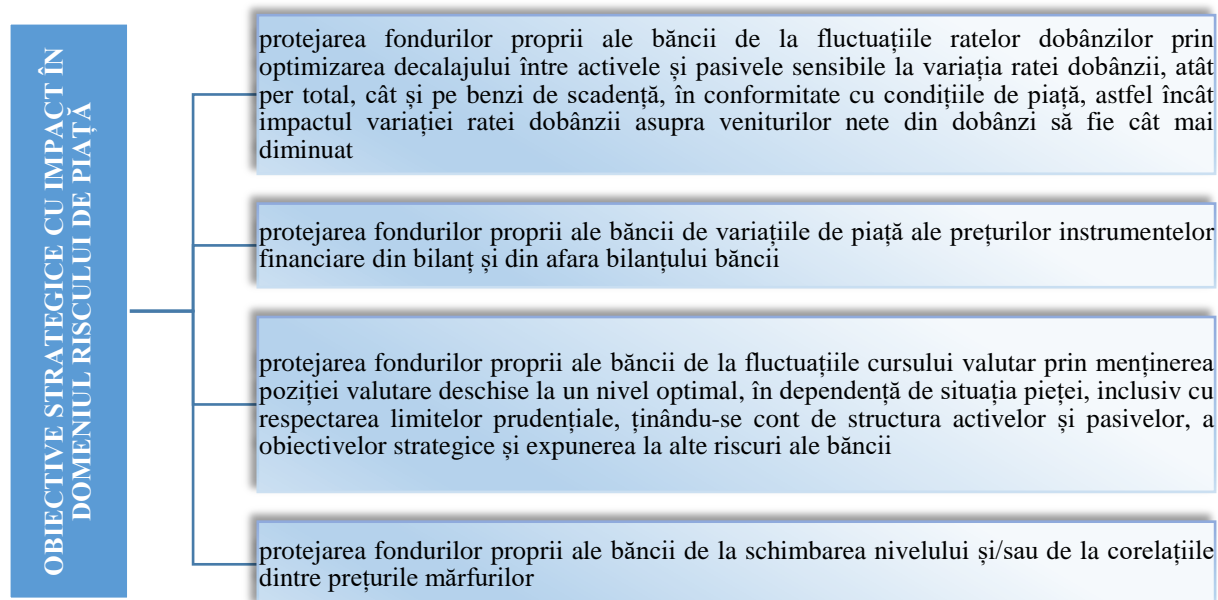 OBIECTIVE STRATEGICE CU IMPACT ÎN
DOMENIUL RISCULUI DE PIAȚĂ
protejarea fondurilor proprii ale băncii de la fluctuațiile ratelor dobânzilor prin
optimizarea decalajului între activele și pasivele sensibile la variația ratei dobânzii, atât
per total, cât și pe benzi de scadență, în conformitate cu condițiile de piață, astfel încât
impactul variației ratei dobânzii asupra veniturilor nete din dobânzi să fie cât mai
diminuat
protejarea fondurilor proprii ale băncii de variațiile de piață ale prețurilor instrumentelor
financiare din bilanț și din afara bilanțului băncii
protejarea fondurilor proprii ale băncii de la fluctuațiile cursului valutar prin menținerea
poziției valutare deschise la un nivel optimal, în dependență de situația pieței, inclusiv cu
respectarea limitelor prudențiale, ținându-se cont de structura activelor și pasivelor, a
obiectivelor strategice și expunerea la alte riscuri ale băncii
protejarea fondurilor proprii ale băncii de la schimbarea nivelului și/sau de la corelațiile
dintre prețurile mărfurilor